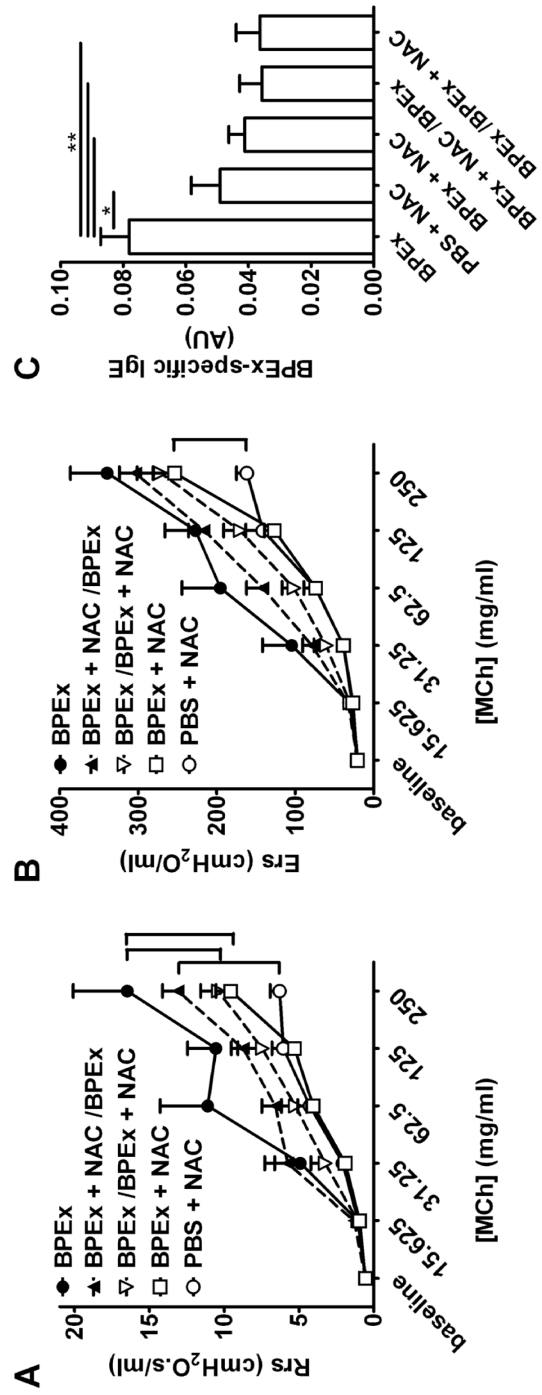 A
Rrs (cmH₂O.s/ml)
20
15
10
5
0
BPEx
BPEx + NAC /BPEx
BPEx /BPEx + NAC
BPEx + NAC
PBS + NAC
baseline
15.625
31.25
62.5
125
250
[MCh] (mg/ml)
B
Ers (cmH₂O/ml)
400
300
200
100
0
BPEx
BPEx + NAC /BPEx
BPEx /BPEx + NAC
BPEx + NAC
PBS + NAC
baseline
15.625
31.25
62.5
125
250
[MCh] (mg/ml)
C
BPEx-specific IgE
(AU)
0.10
0.08
0.06
0.04
0.02
0.00
*
**
BPEx
PBS + NAC
BPEx + NAC
BPEx + NAC /BPEx
BPEx /BPEx + NAC